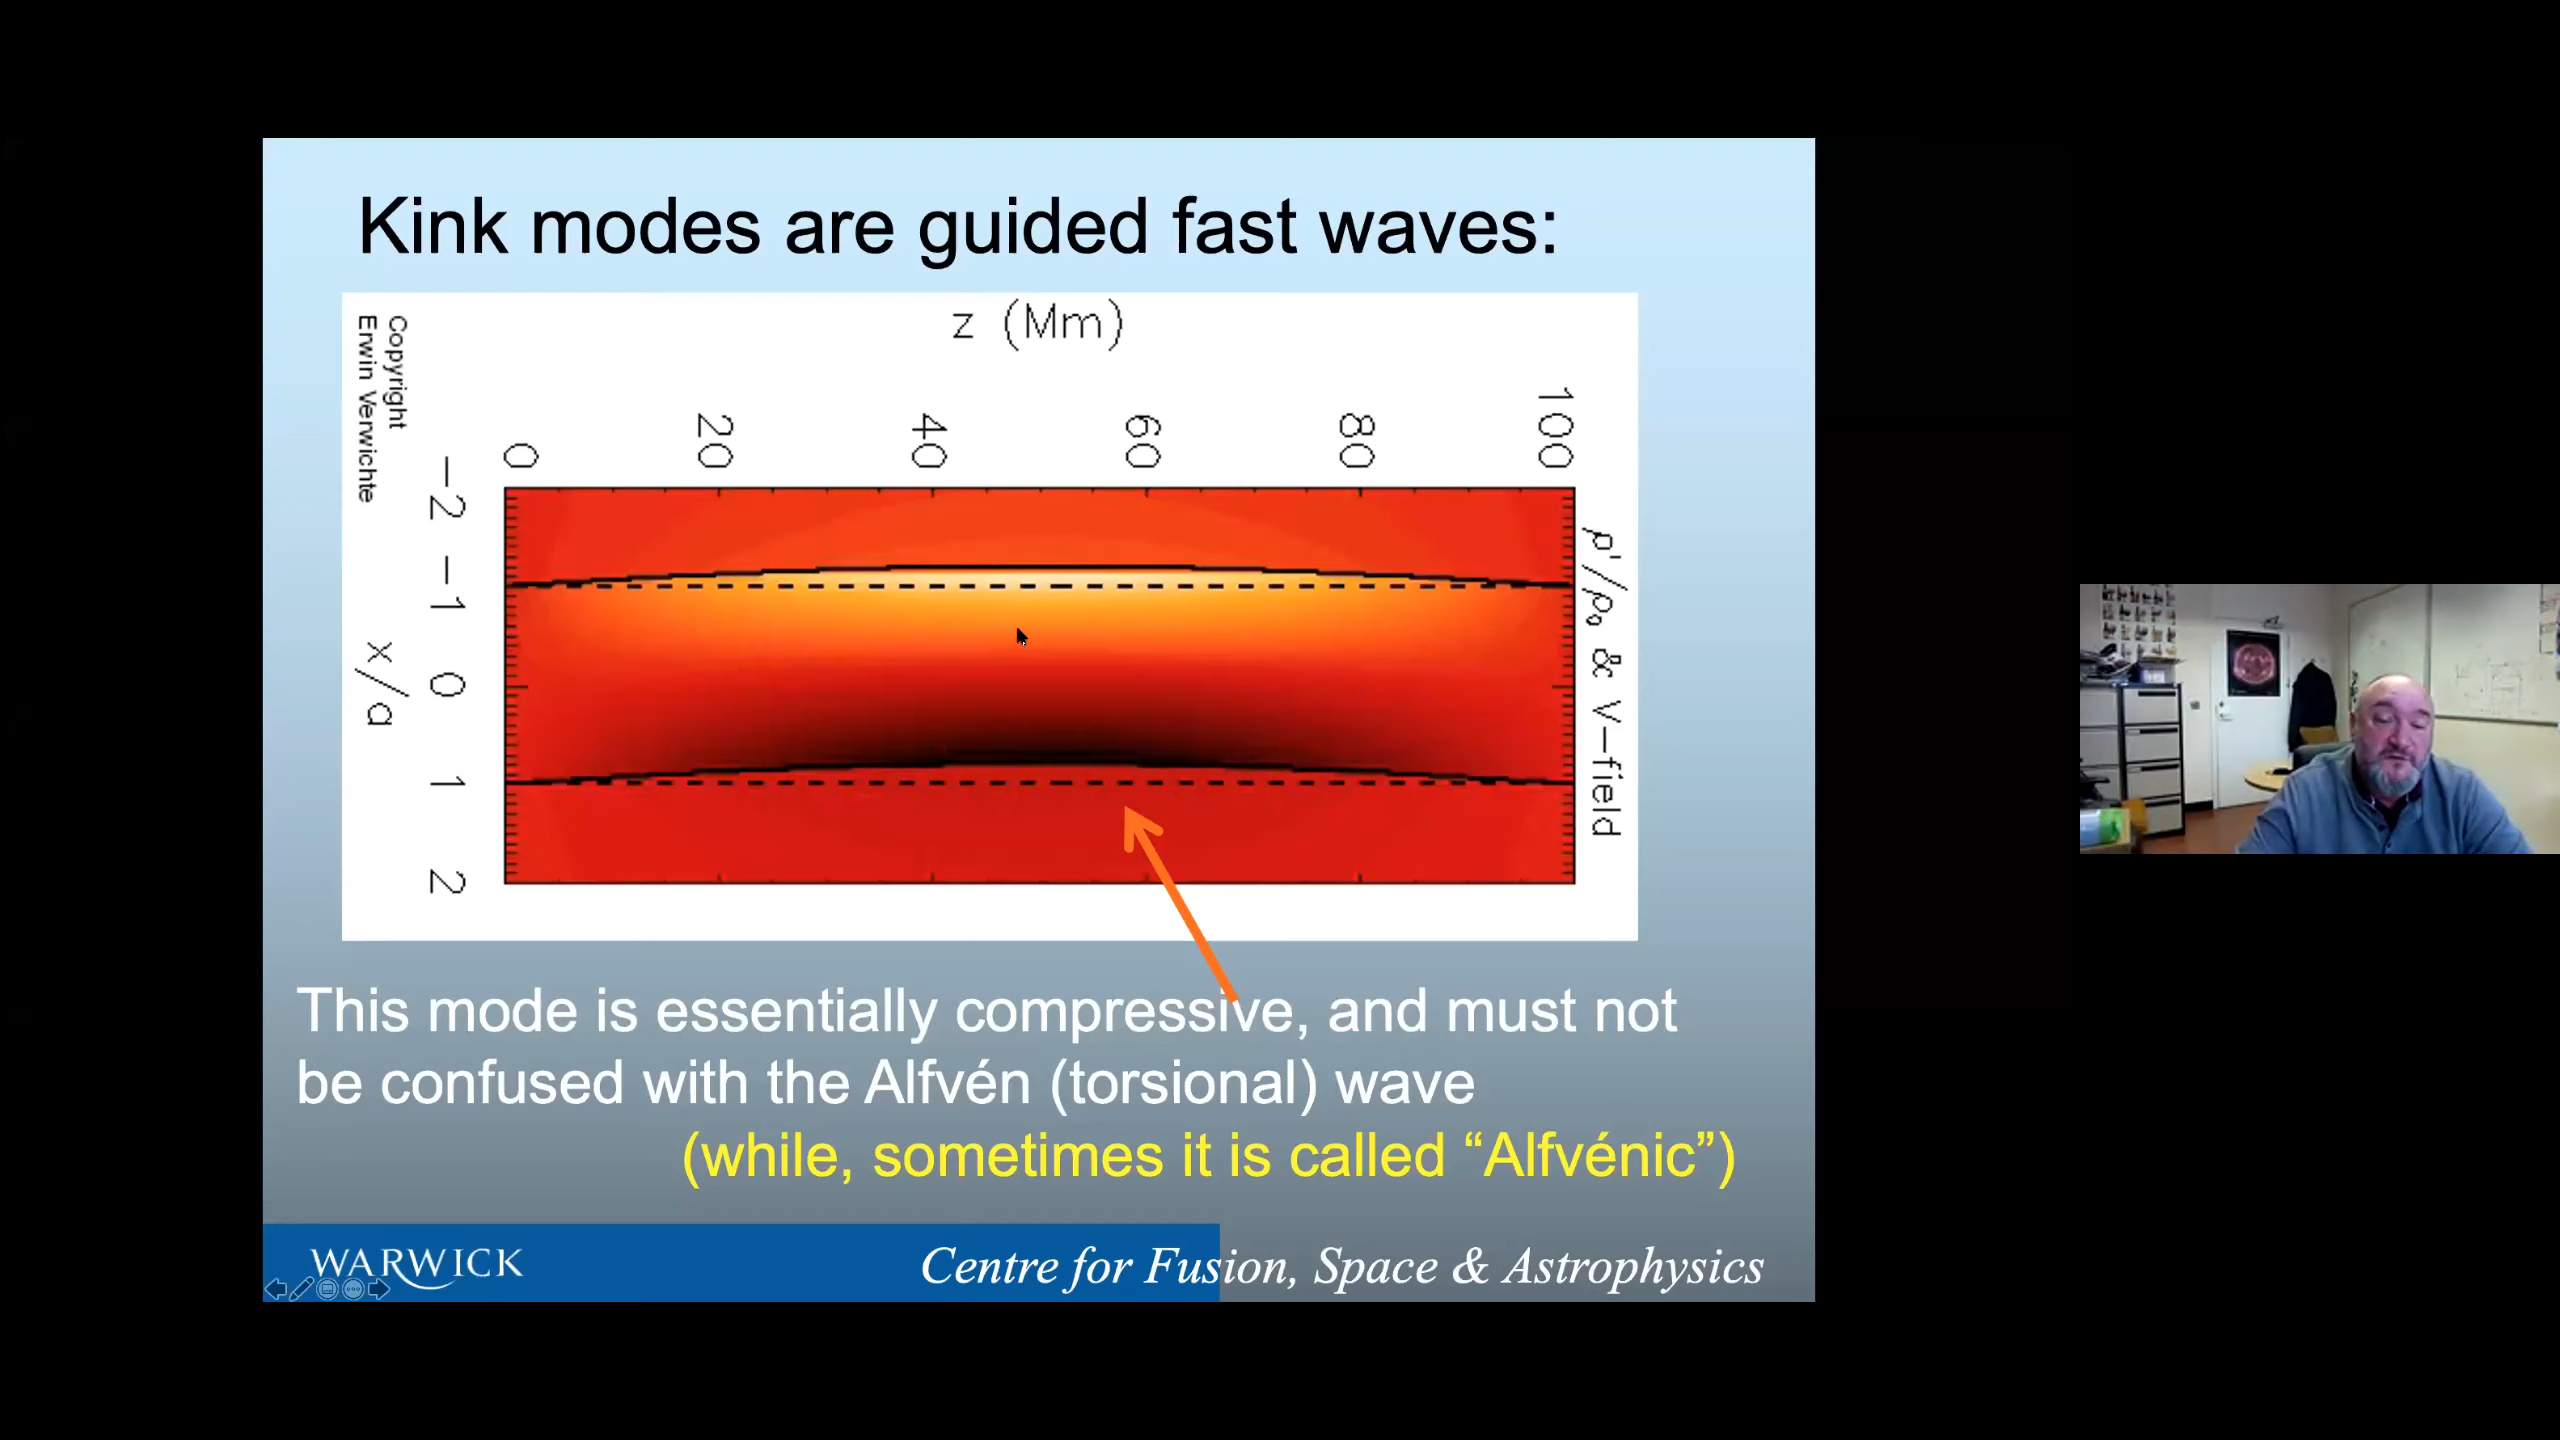 Kink modes are guided fast waves:
z (Mm)
Copyright
Erwin Verwichte
0
20
40
60
80
100
−2
−1
0
1
2
x/a
ρ'/ρ₀ & V−field
This mode is essentially compressive, and must not
be confused with the Alfvén (torsional) wave
(while, sometimes it is called “Alfvénic”)
WARWICK
Centre for Fusion, Space & Astrophysics